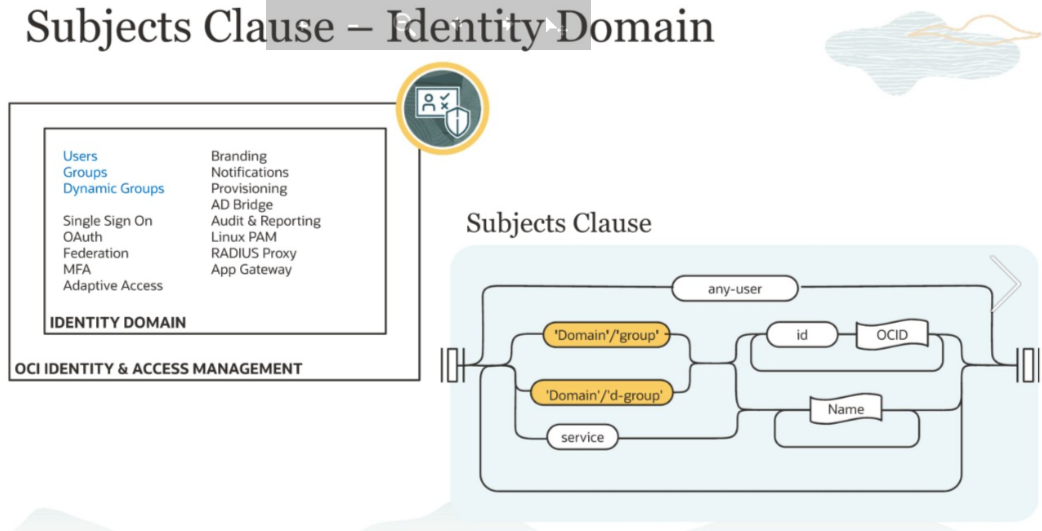 Subjects Clause – Identity Domain
Users
Groups
Dynamic Groups
Single Sign On
OAuth
Federation
MFA
Adaptive Access
Branding
Notifications
Provisioning
AD Bridge
Audit & Reporting
Linux PAM
RADIUS Proxy
App Gateway
IDENTITY DOMAIN
OCI IDENTITY & ACCESS MANAGEMENT
Subjects Clause
any-user
'Domain'/'group'
id
OCID
'Domain'/'d-group'
Name
service